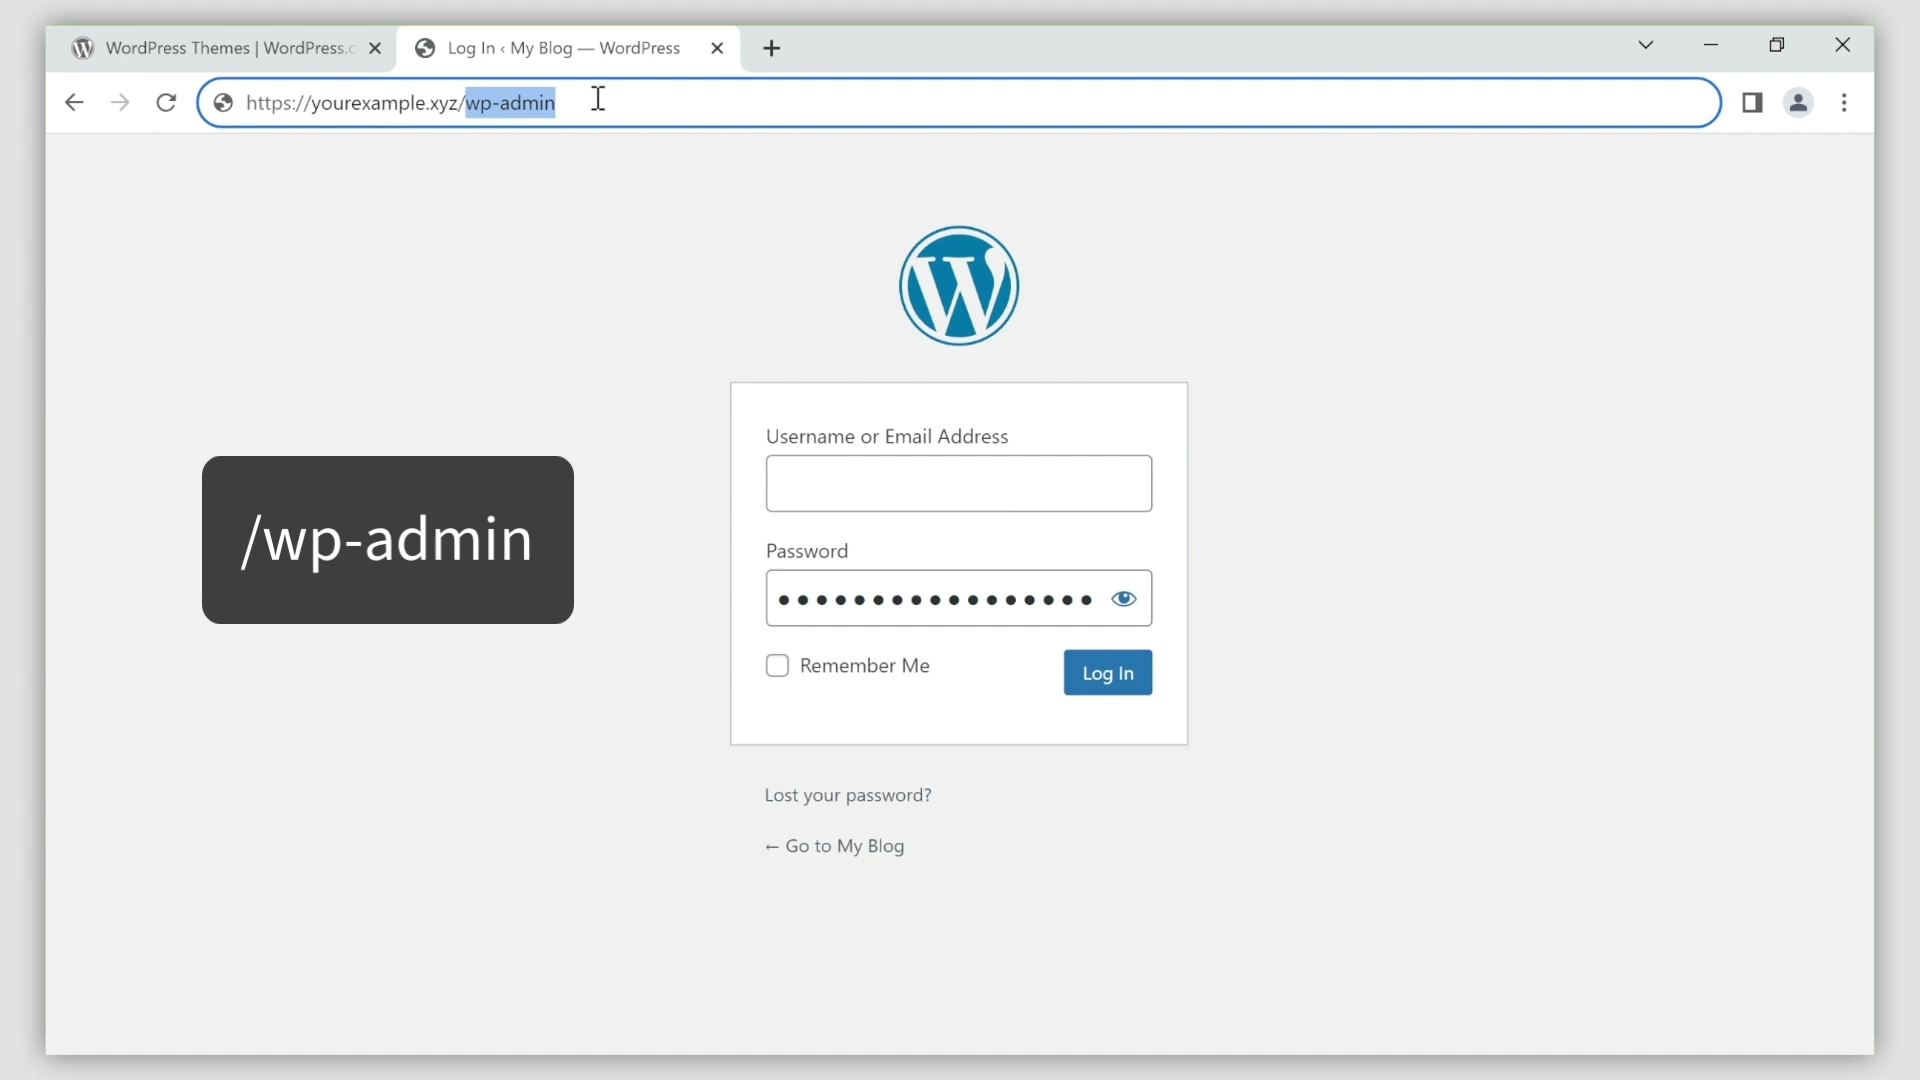 WordPress Themes | WordPress.c
Log In ‹ My Blog — WordPress
https://yourexample.xyz/wp-admin
Username or Email Address
/wp-admin
Password
Remember Me
Log In
Lost your password?
← Go to My Blog